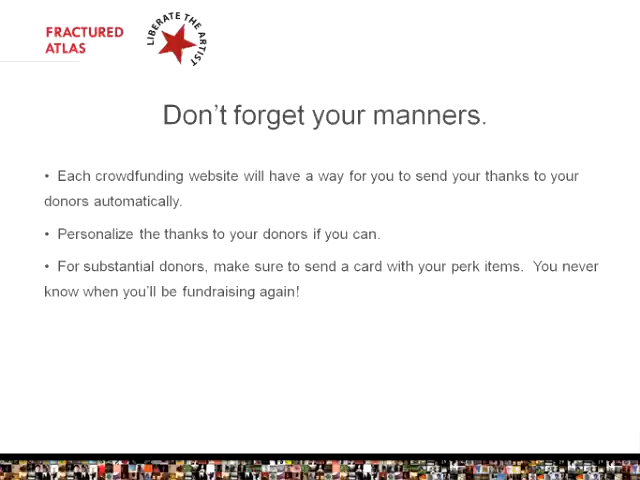 FRACTURED
ATLAS
LIBERATE THE ARTIST
Don't forget your manners.
• Each crowdfunding website will have a way for you to send your thanks to your
donors automatically.
• Personalize the thanks to your donors if you can.
• For substantial donors, make sure to send a card with your perk items.  You never
know when you'll be fundraising again!